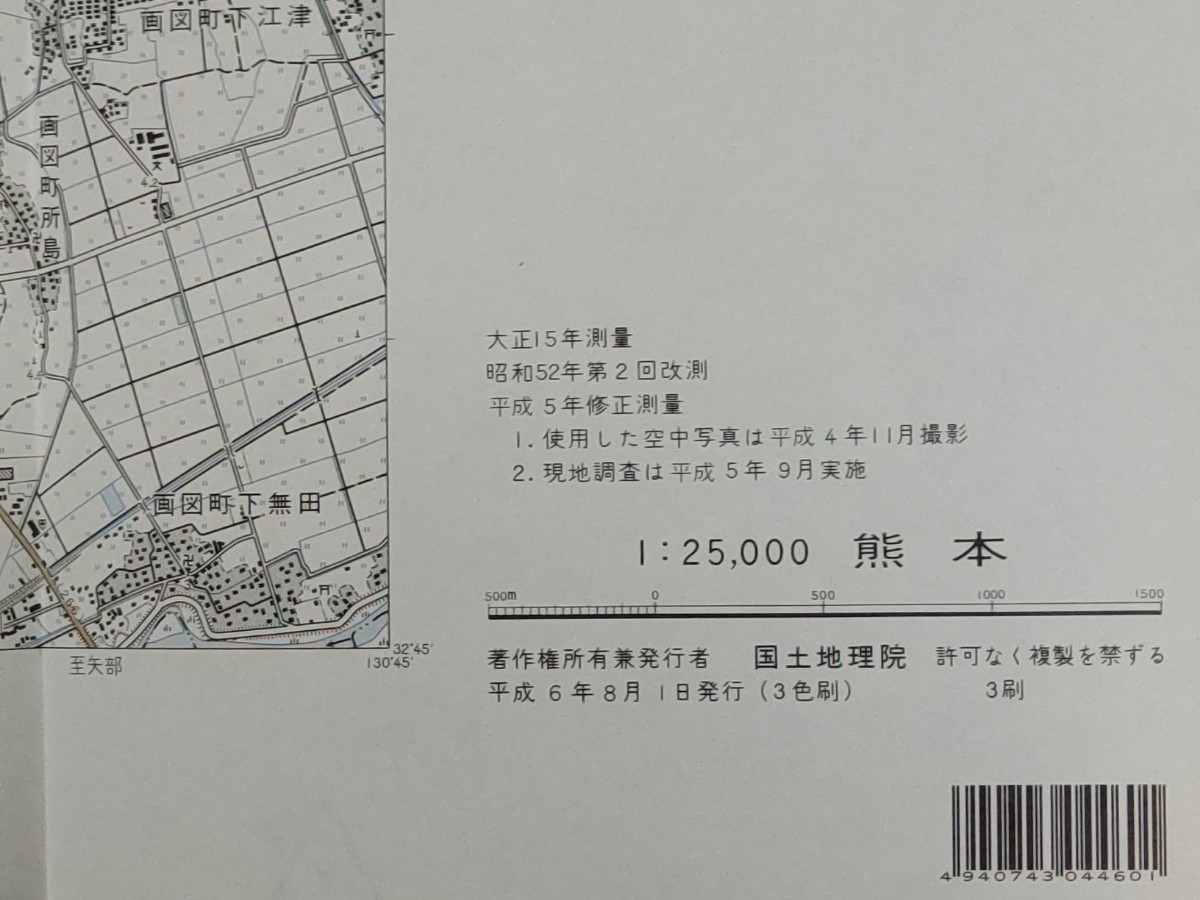 画図町下江津
画図町所島
4.2
画図町下無田
至矢部
32°45′
130°45′
大正15年測量
昭和52年第2回改測
平成5年修正測量
1.使用した空中写真は平成4年11月撮影
2.現地調査は平成5年9月実施
1:25,000 熊本
500m 0 500 1000 1500
著作権所有兼発行者 国土地理院 許可なく複製を禁ずる
平成6年8月1日発行(3色刷) 3刷
4940743044601